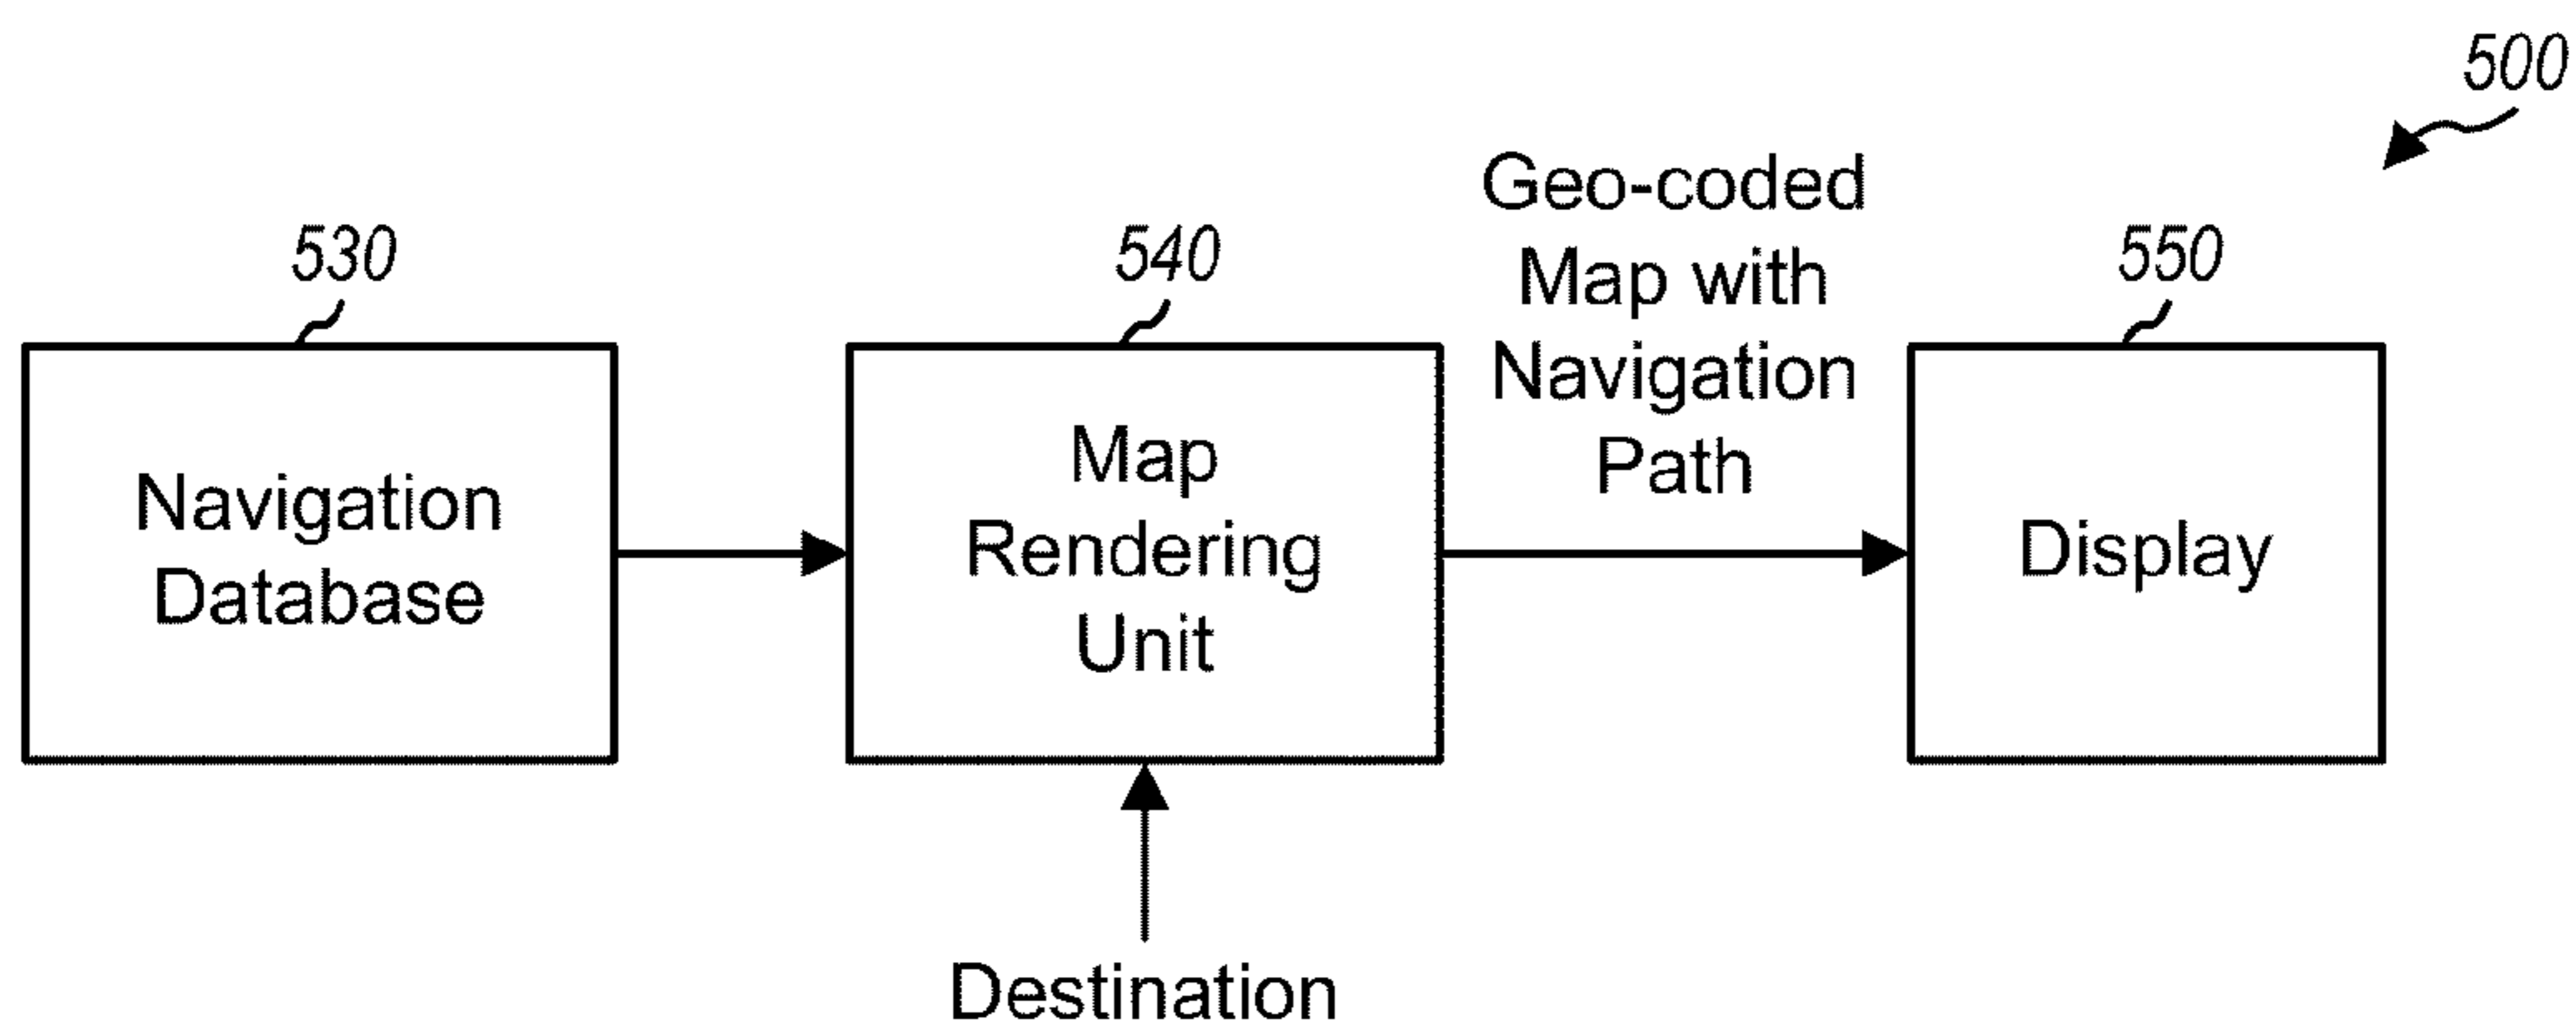 500
530
540
Geo-coded
Map with
Navigation
Path
550
Navigation
Database
Map
Rendering
Unit
Display
Destination